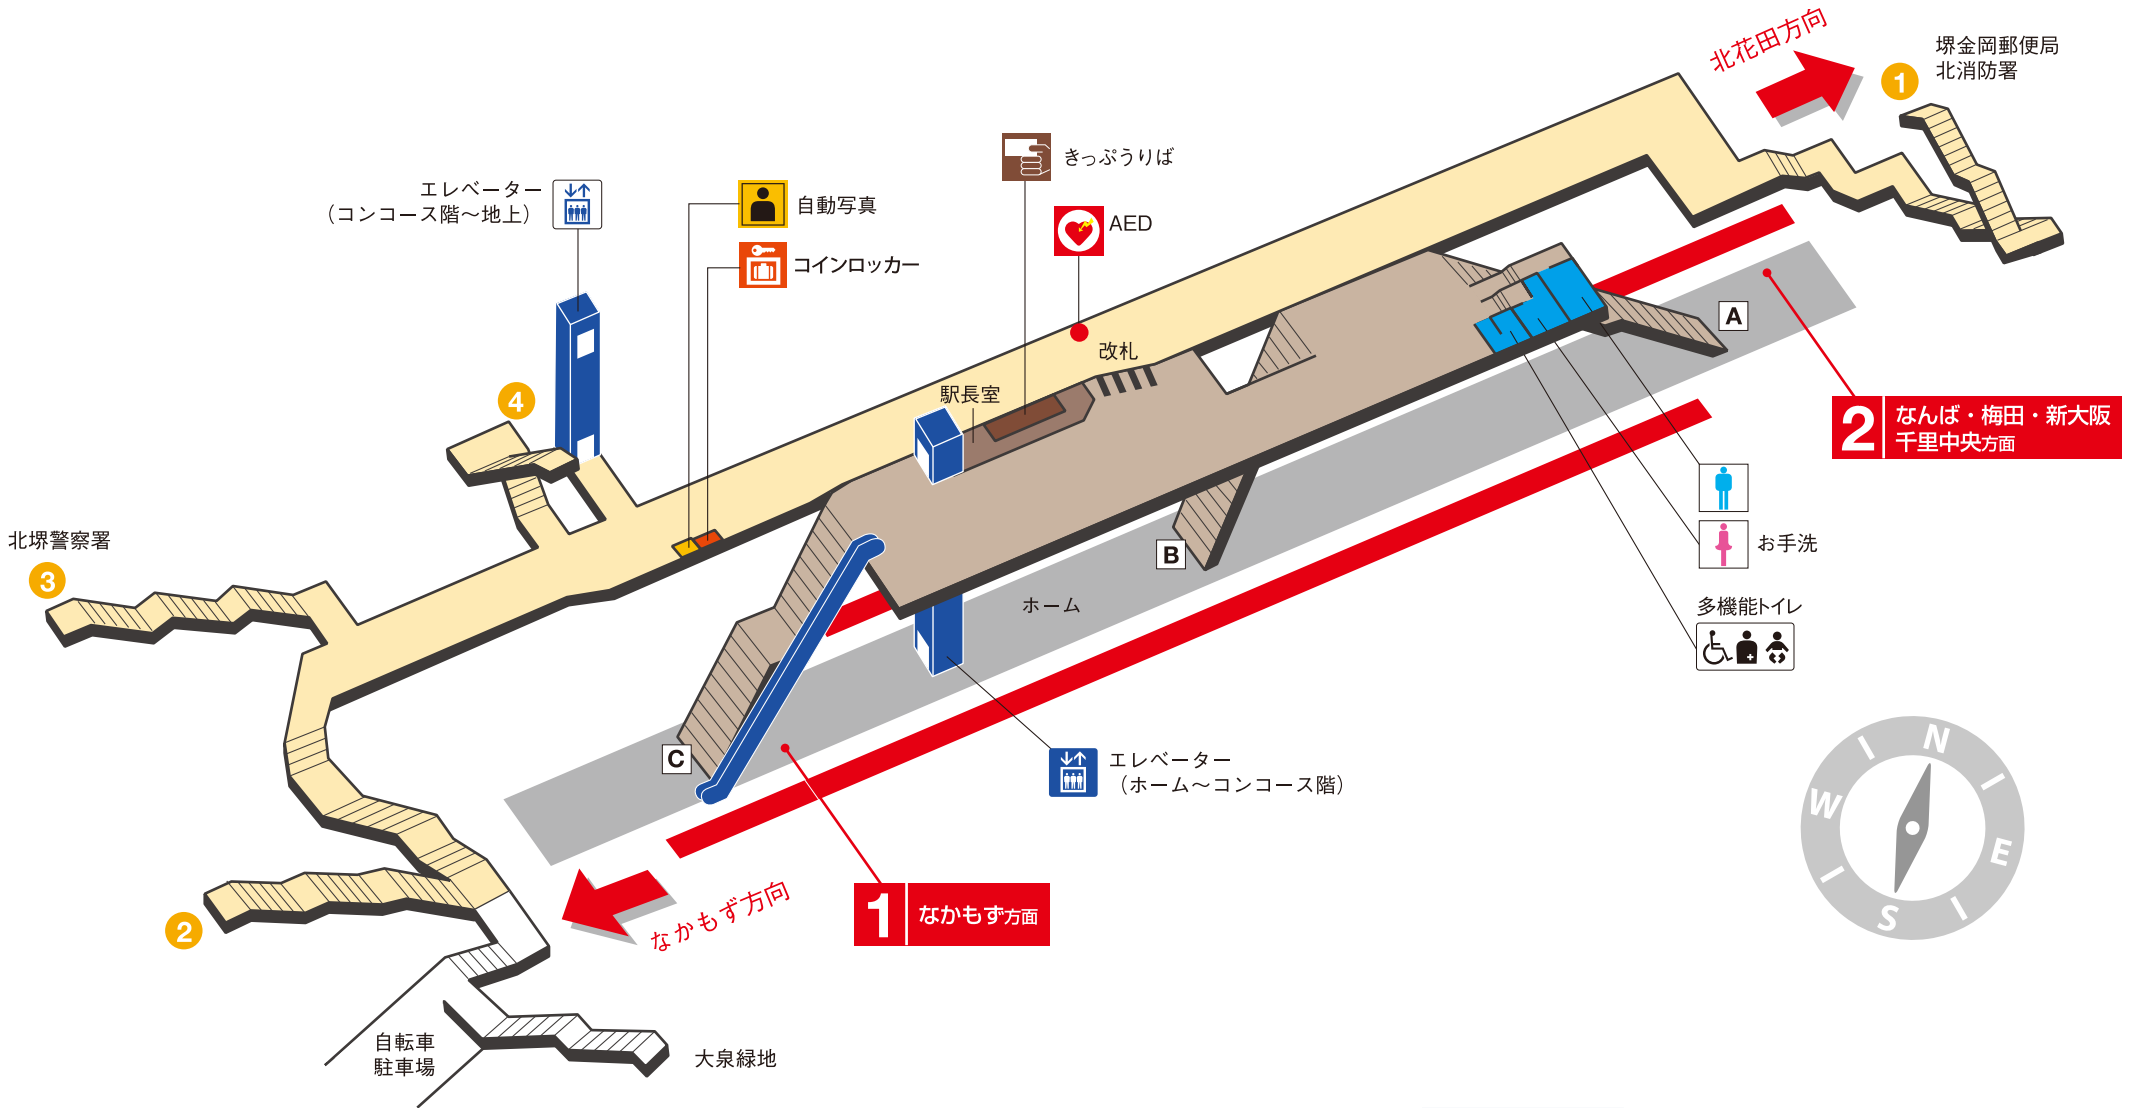 北花田方向
堺金岡郵便局
北消防署
1
きっぷうりば
エレベーター
（コンコース階～地上）
自動写真
AED
コインロッカー
A
改札
駅長室
4
2 なんば・梅田・新大阪
千里中央方面
北堺警察署
3
B
お手洗
ホーム
多機能トイレ
C
エレベーター
（ホーム～コンコース階）
N
W
E
S
なかもず方向
1 なかもず方面
2
自転車
駐車場
大泉緑地